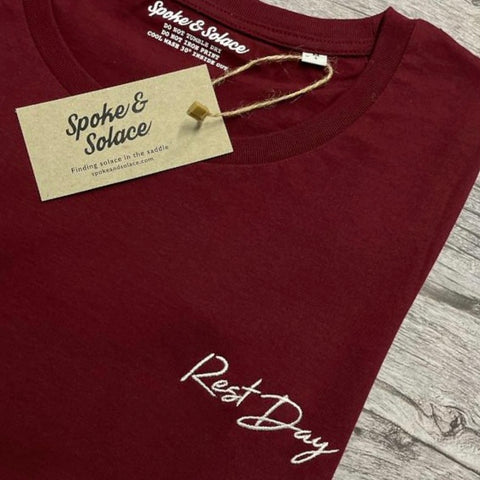 Spoke & Solace
DO NOT TUMBLE DRY
DO NOT IRON PRINT
COOL WASH 30° INSIDE OUT
Spoke &
Solace
Finding solace in the saddle
spokeandsolace.com
Rest Day